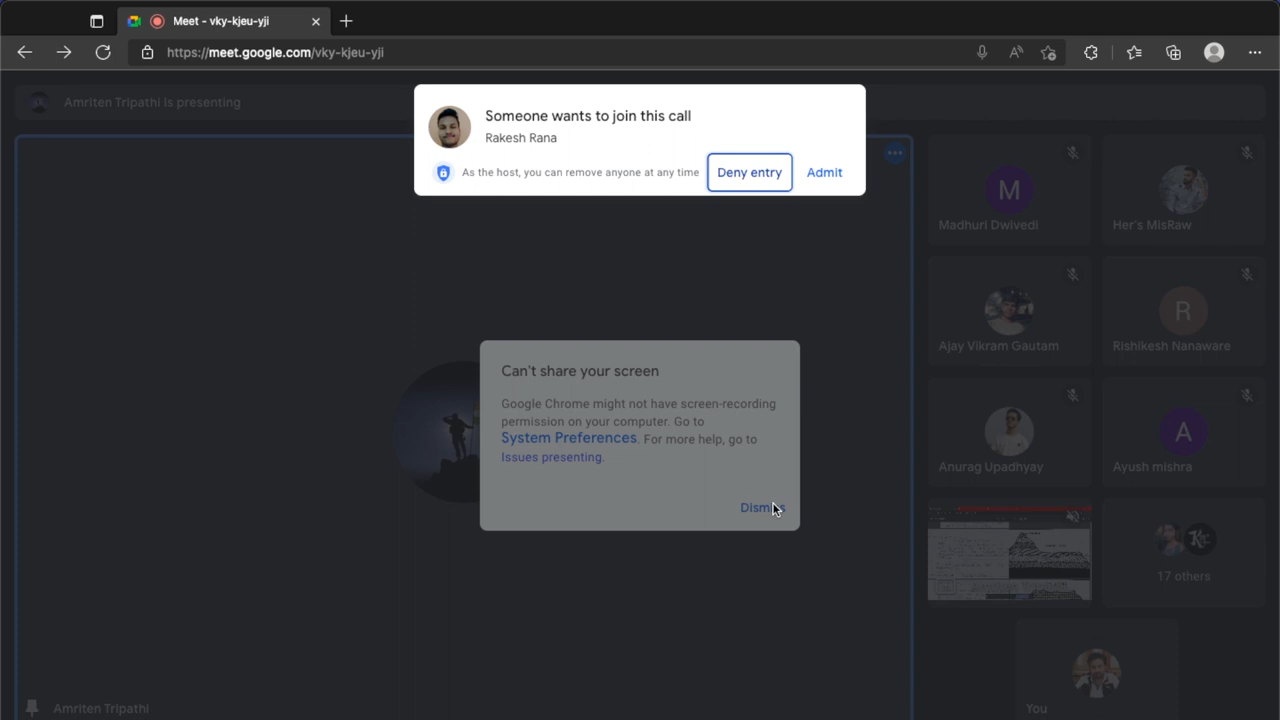 Meet - vky-kjeu-yji
https://meet.google.com/vky-kjeu-yji
Amriten Tripathi is presenting
Someone wants to join this call
Rakesh Rana
As the host, you can remove anyone at any time
Deny entry
Admit
M
Madhuri Dwivedi
Her's MisRaw
Ajay Vikram Gautam
R
Rishikesh Nanaware
Can't share your screen
Google Chrome might not have screen-recording
permission on your computer. Go to
System Preferences. For more help, go to
Issues presenting.
Dismiss
Anurag Upadhyay
A
Ayush mishra
17 others
Amriten Tripathi
You